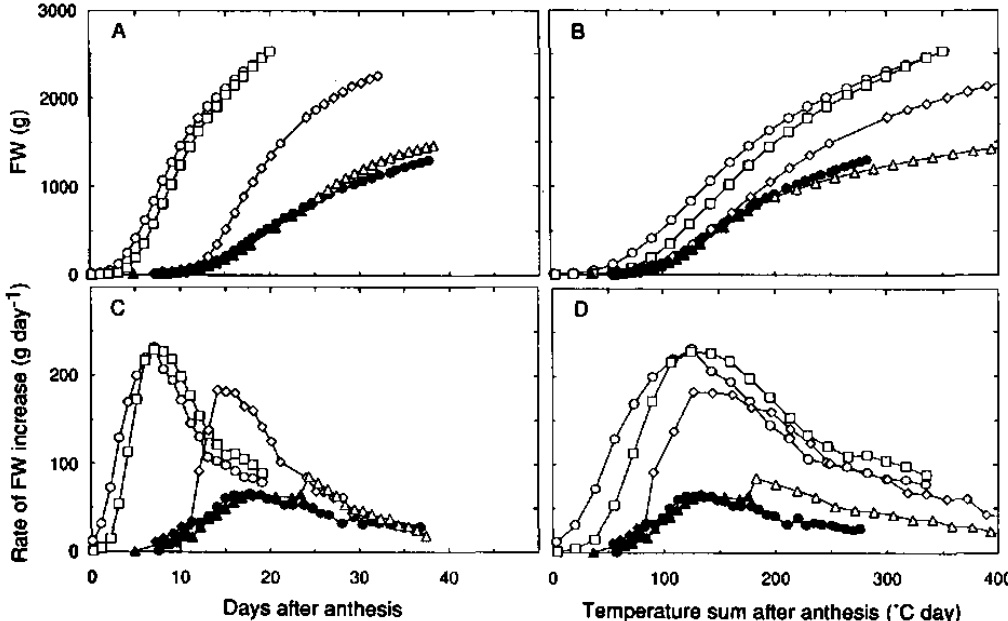 3000
2000
1000
0
FW (g)
A
B
200
100
0
Rate of FW increase (g day⁻¹)
C
D
0 10 20 30 40
0 100 200 300 400
Days after anthesis
Temperature sum after anthesis (°C day)